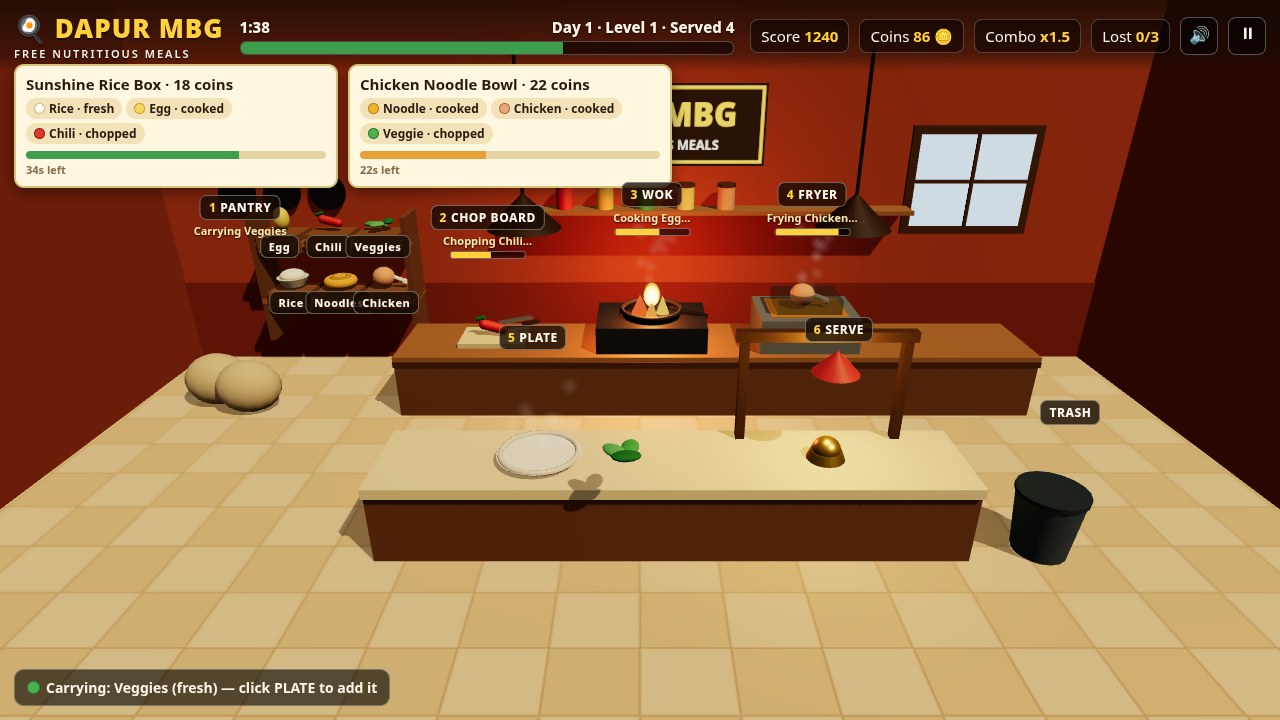 DAPUR MBG
FREE NUTRITIOUS MEALS
1:38
Day 1 · Level 1 · Served 4
Score 1240
Coins 86
Combo x1.5
Lost 0/3
Sunshine Rice Box · 18 coins
Rice · fresh
Egg · cooked
Chili · chopped
34s left
Chicken Noodle Bowl · 22 coins
Noodle · cooked
Chicken · cooked
Veggie · chopped
22s left
MBG
MEALS
1 PANTRY
Carrying Veggies
Egg
Chili
Veggies
Rice
Noodle
Chicken
2 CHOP BOARD
Chopping Chili...
3 WOK
Cooking Egg...
4 FRYER
Frying Chicken...
5 PLATE
6 SERVE
TRASH
Carrying: Veggies (fresh) — click PLATE to add it